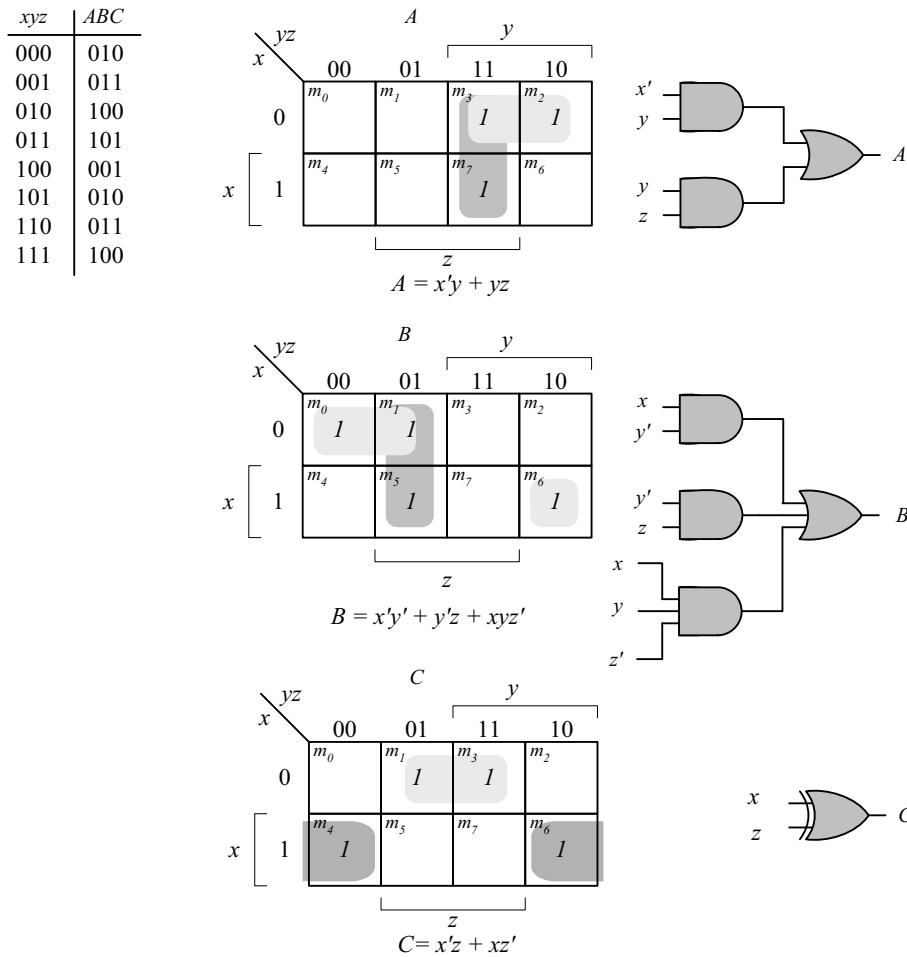 xyz ABC
000 010
001 011
010 100
011 101
100 001
101 010
110 011
111 100
A
yz
x
y
00 01 11 10
0
m0 m1 m3 m2
1 1
x
1
m4 m5 m7 m6
1
z
A = x'y + yz
x'
y
y
z
A
B
yz
x
y
00 01 11 10
0
m0 m1 m3 m2
1 1
x
1
m4 m5 m7 m6
1 1
z
B = x'y' + y'z + xyz'
x
y'
y'
z
x
y
z'
B
C
yz
x
y
00 01 11 10
0
m0 m1 m3 m2
1 1
x
1
m4 m5 m7 m6
1 1
z
C= x'z + xz'
x
z
C